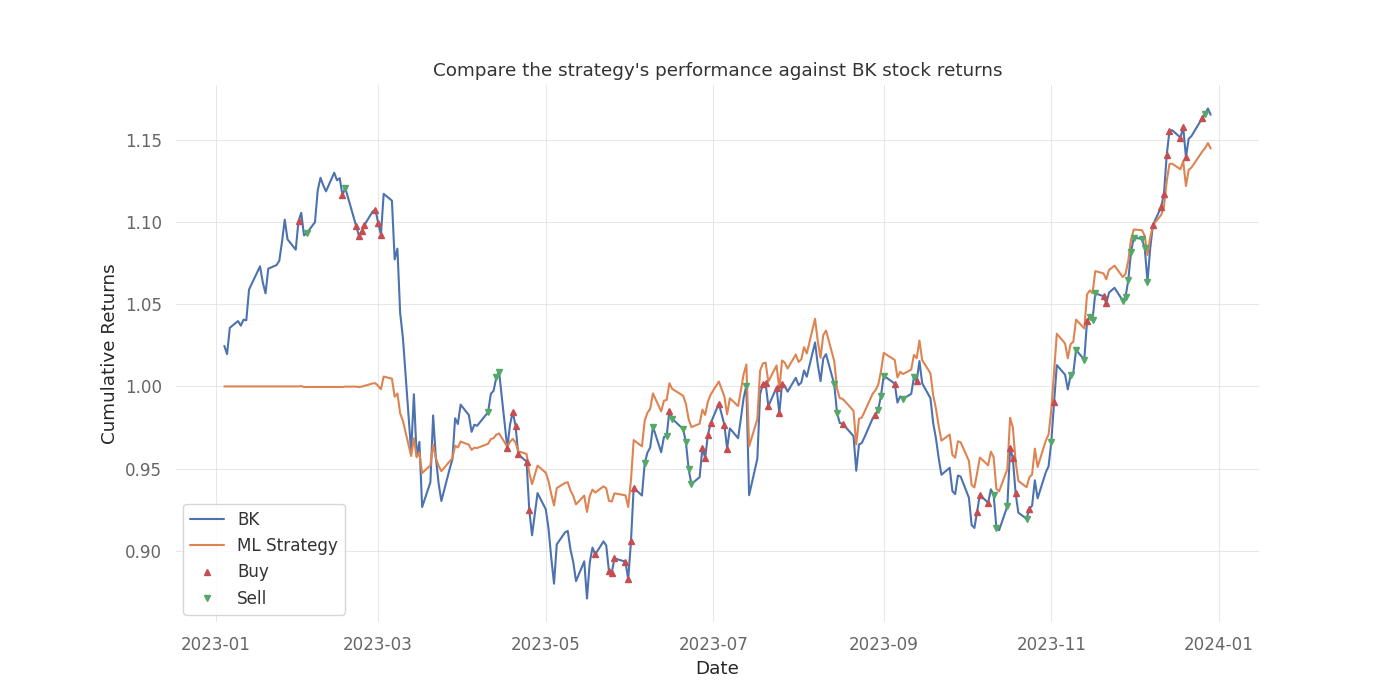 Compare the strategy's performance against BK stock returns
Cumulative Returns
1.15
1.10
1.05
1.00
0.95
0.90
BK
ML Strategy
Buy
Sell
2023-01 2023-03 2023-05 2023-07 2023-09 2023-11 2024-01
Date